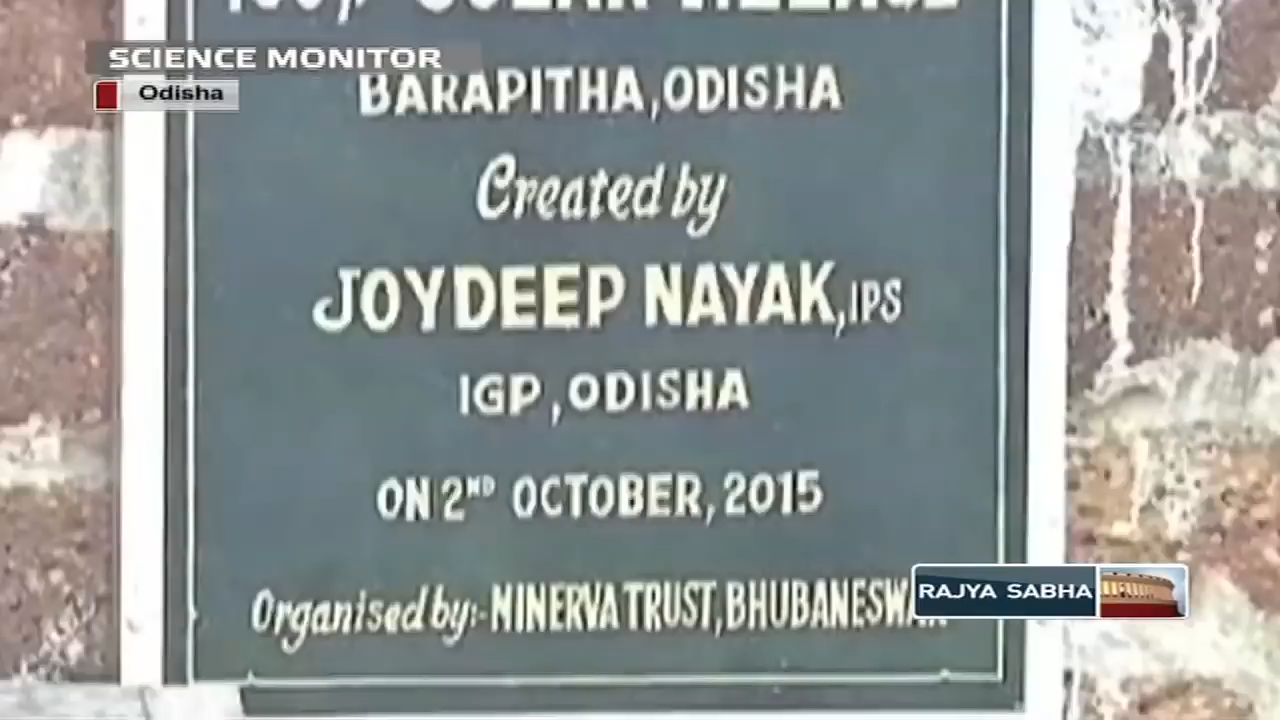 SCIENCE MONITOR
Odisha
BARAPITHA, ODISHA
Created by
JOYDEEP NAYAK, IPS
IGP, ODISHA
ON 2ND OCTOBER, 2015
Organised by:- MINERVA TRUST,
RAJYA SABHA